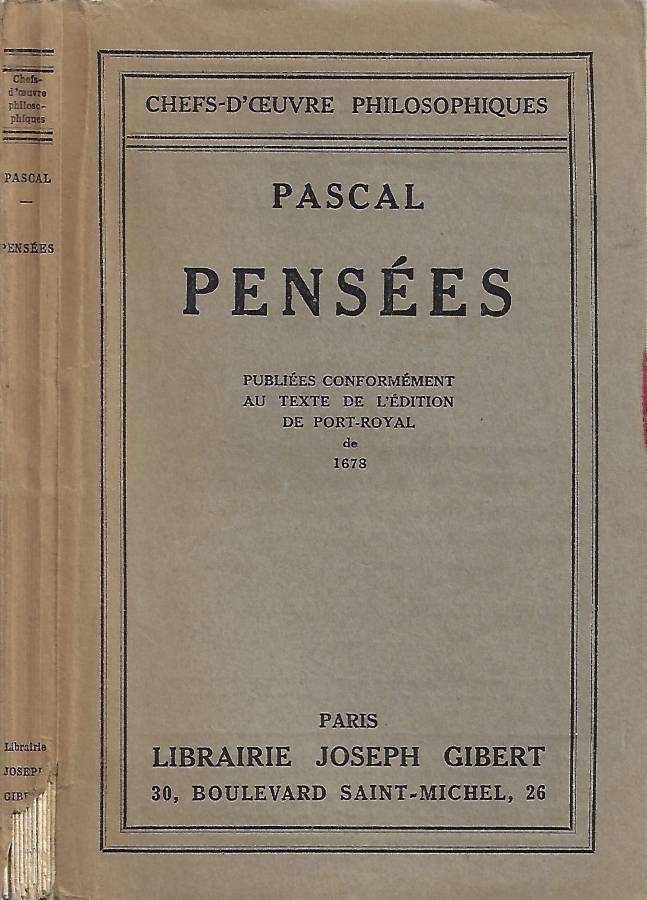 Chefs-
d'œuvre
philoso-
phiques
PASCAL
PENSÉES
Librairie
JOSEPH
CHEFS-D'ŒUVRE PHILOSOPHIQUES
PASCAL
PENSÉES
PUBLIÉES CONFORMÉMENT
AU TEXTE DE L'ÉDITION
DE PORT-ROYAL
de
1678
PARIS
LIBRAIRIE JOSEPH GIBERT
30, BOULEVARD SAINT-MICHEL, 26